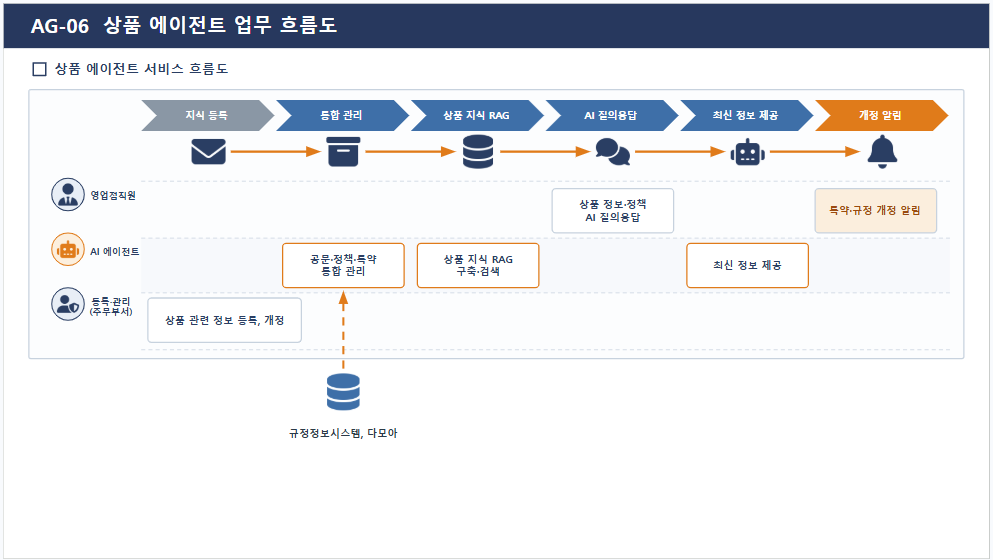 AG-06 상품 에이전트 업무 흐름도
상품 에이전트 서비스 흐름도
지식 등록
통합 관리
상품 지식 RAG
AI 질의응답
최신 정보 제공
개정 알림
영업점직원
상품 정보·정책
AI 질의응답
특약·규정 개정 알림
AI 에이전트
공문·정책·특약
통합 관리
상품 지식 RAG
구축·검색
최신 정보 제공
등록·관리
(주무부서)
상품 관련 정보 등록, 개정
규정정보시스템, 다모아